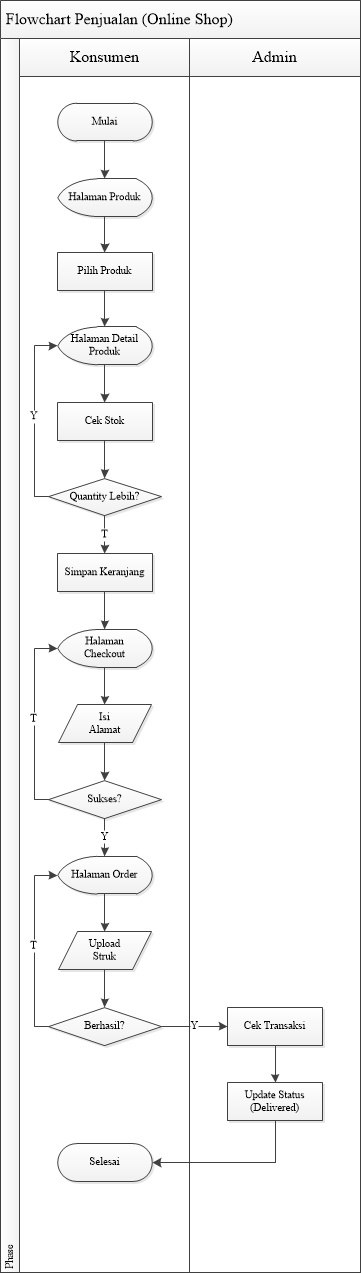 Flowchart Penjualan (Online Shop)
Konsumen
Admin
Mulai
Halaman Produk
Pilih Produk
Halaman Detail
Produk
Cek Stok
Y
Quantity Lebih?
T
Simpan Keranjang
Halaman
Checkout
T
Isi
Alamat
Sukses?
Y
Halaman Order
T
Upload
Struk
Berhasil?
Y
Cek Transaksi
Update Status
(Delivered)
Selesai
Phase